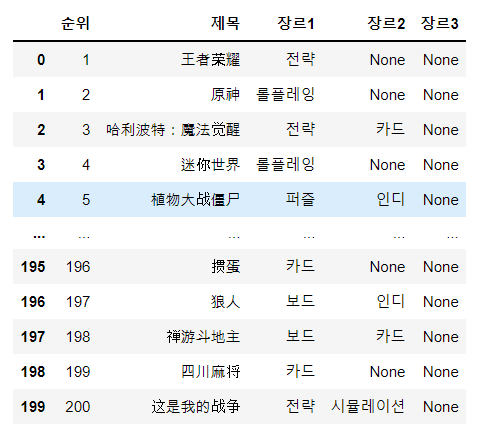 순위 제목 장르1 장르2 장르3
0 1 王者荣耀 전략 None None
1 2 原神 롤플레잉 None None
2 3 哈利波特：魔法觉醒 전략 카드 None
3 4 迷你世界 롤플레잉 None None
4 5 植物大战僵尸 퍼즐 인디 None
... ... ... ... ... ...
195 196 掼蛋 카드 None None
196 197 狼人 보드 인디 None
197 198 禅游斗地主 보드 카드 None
198 199 四川麻将 카드 None None
199 200 这是我的战争 전략 시뮬레이션 None